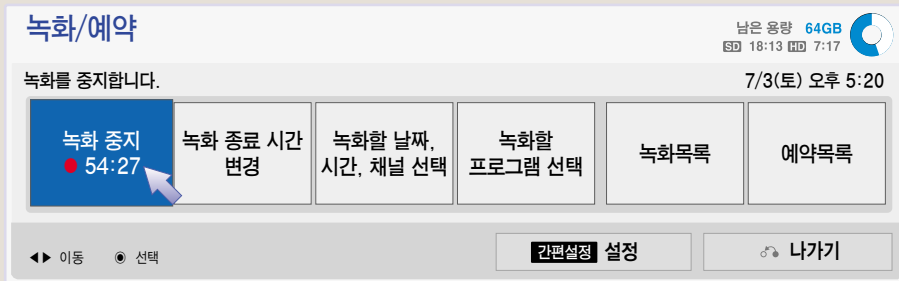 녹화/예약
남은 용량 64GB
SD 18:13 HD 7:17
녹화를 중지합니다.
7/3(토) 오후 5:20
녹화 중지
54:27
녹화 종료 시간
변경
녹화할 날짜,
시간, 채널 선택
녹화할
프로그램 선택
녹화목록
예약목록
이동
선택
간편설정 설정
나가기